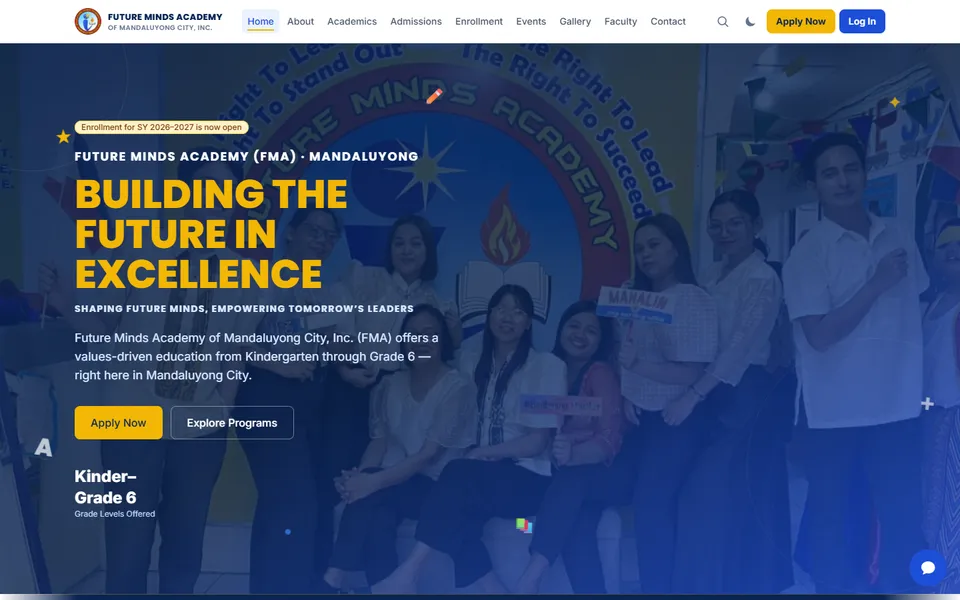 FUTURE MINDS ACADEMY
OF MANDALUYONG CITY, INC.
Home
About
Academics
Admissions
Enrollment
Events
Gallery
Faculty
Contact
Apply Now
Log In
Enrollment for SY 2026–2027 is now open
FUTURE MINDS ACADEMY (FMA) · MANDALUYONG
BUILDING THE
FUTURE IN
EXCELLENCE
SHAPING FUTURE MINDS, EMPOWERING TOMORROW'S LEADERS
Future Minds Academy of Mandaluyong City, Inc. (FMA) offers a
values-driven education from Kindergarten through Grade 6 —
right here in Mandaluyong City.
Apply Now
Explore Programs
Kinder–
Grade 6
Grade Levels Offered
A
To Stand Out
The Right To Lead
The Right To Succeed
MINDS ACADEMY